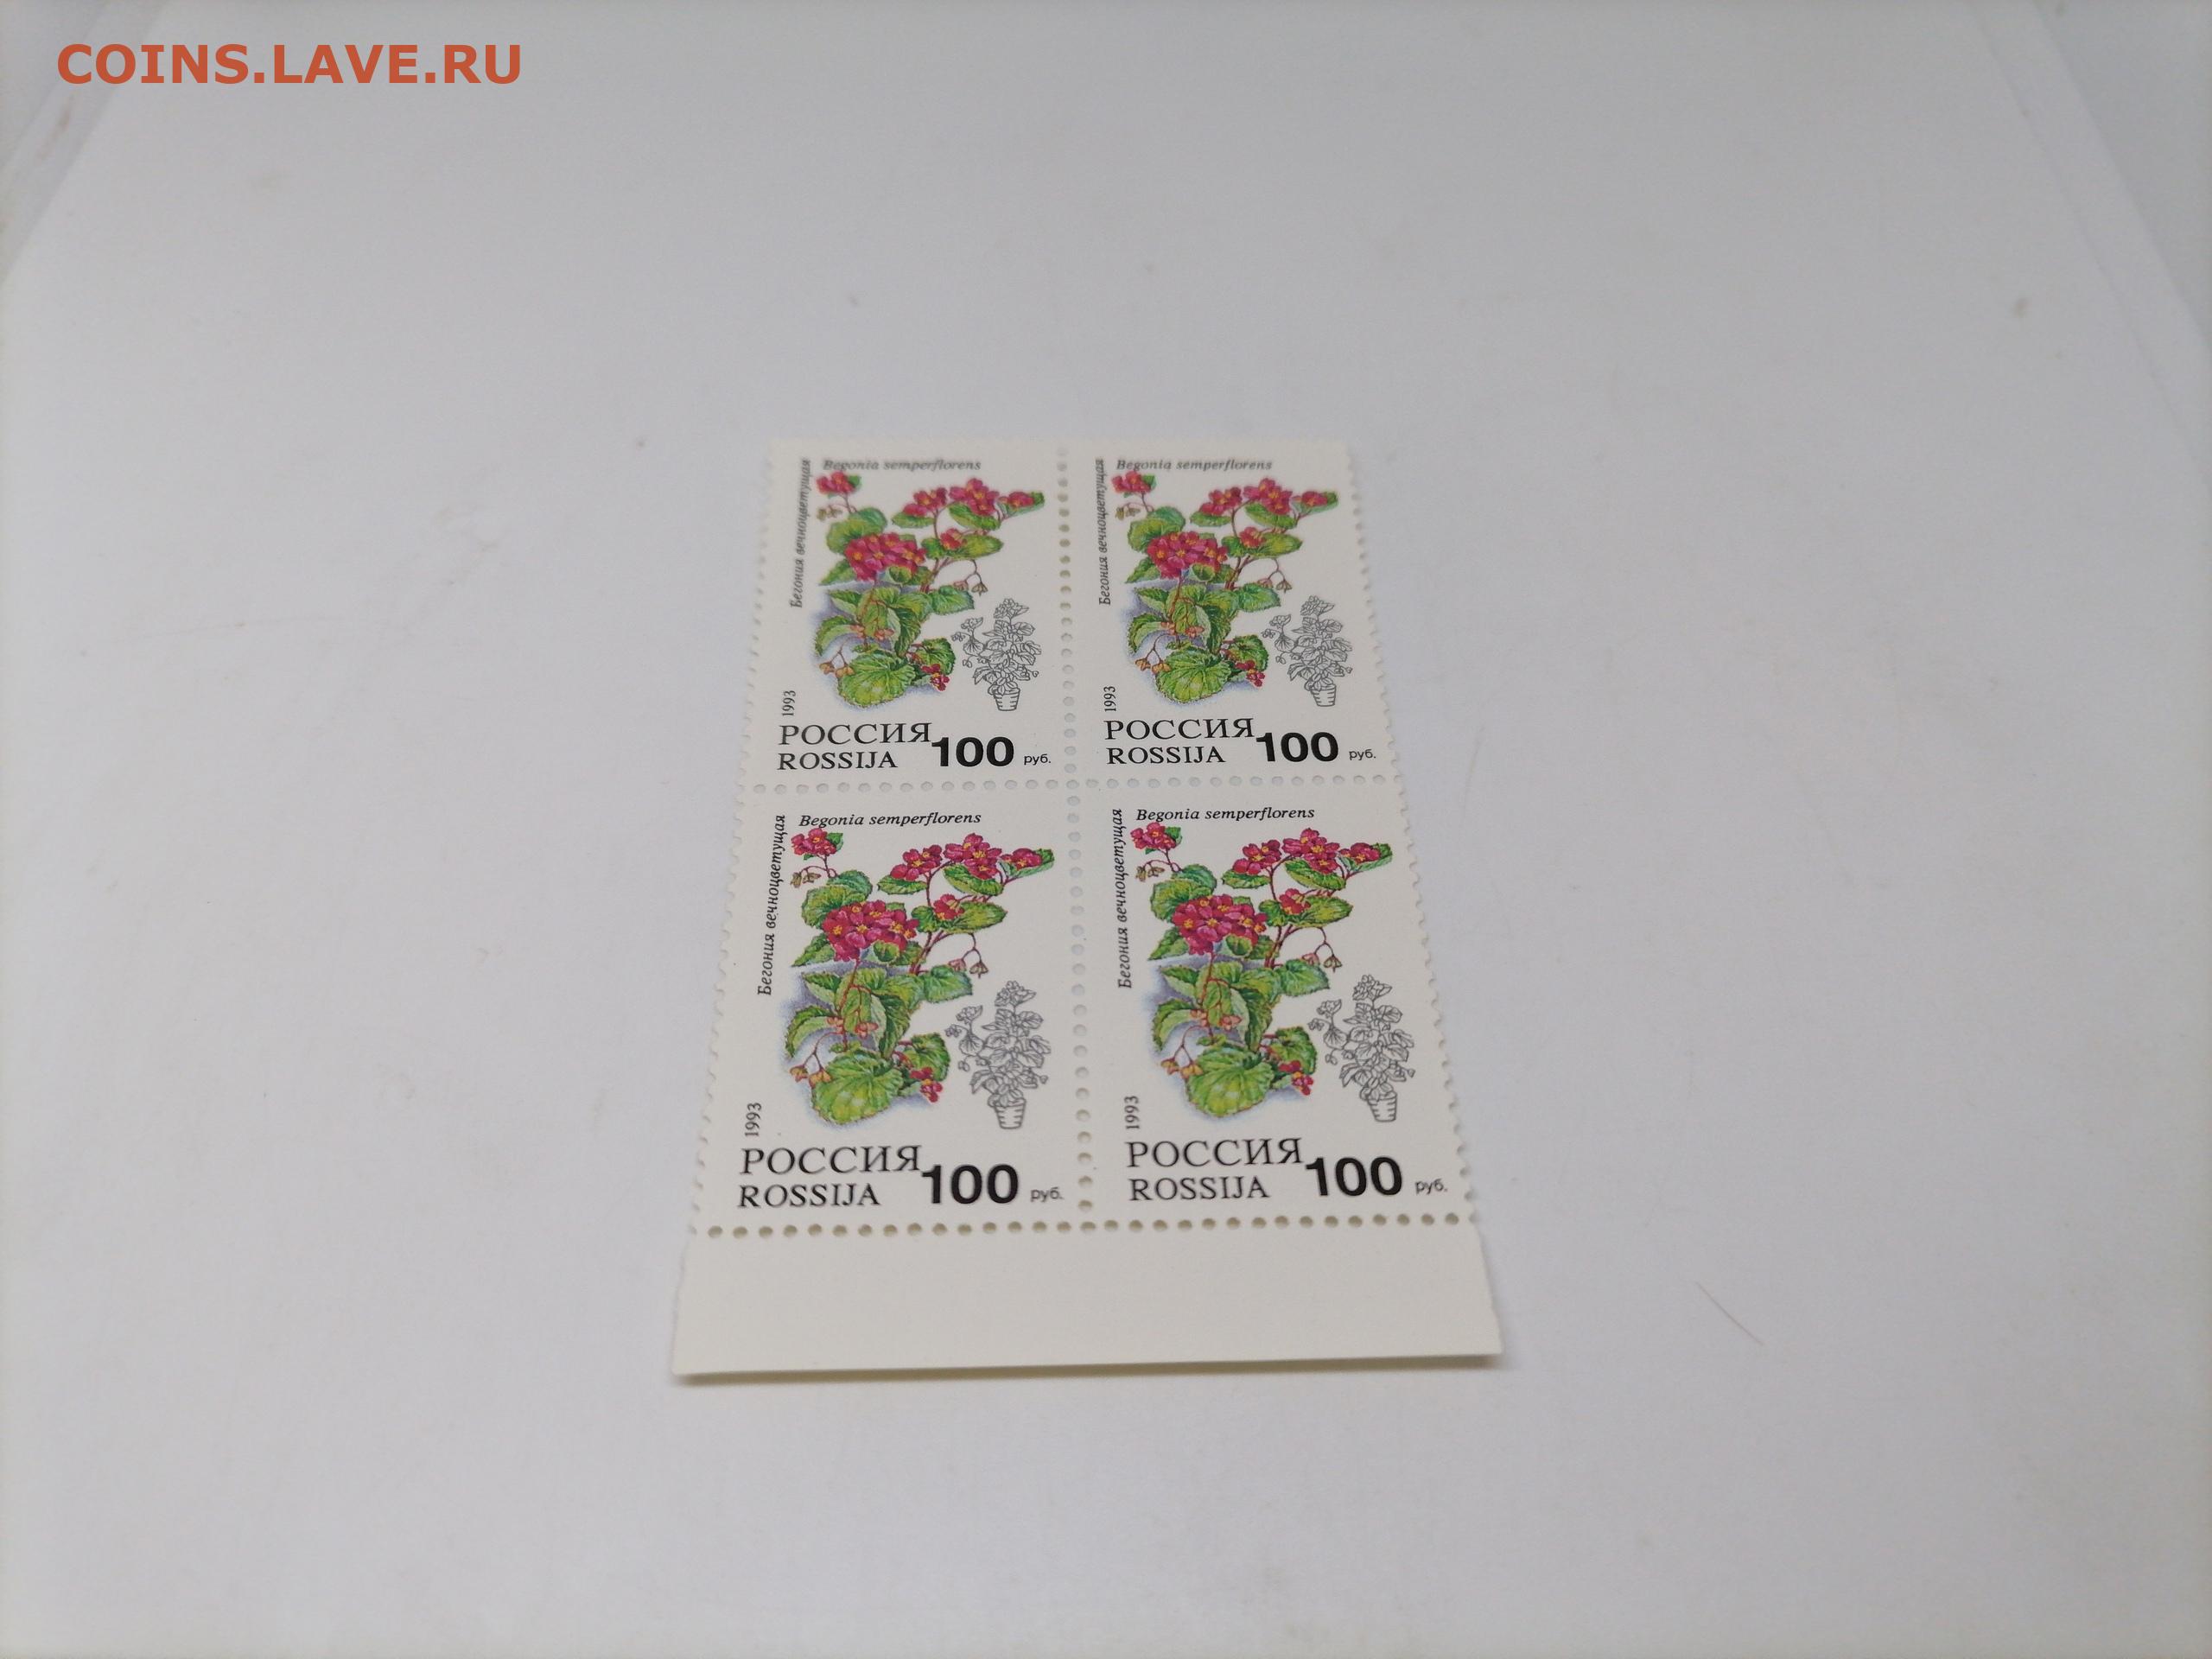 COINS.LAVE.RU
Begonia semperflorens
Бегония вечноцветущая
1993
РОССИЯ
ROSSIJA
100 руб.
Begonia semperflorens
Бегония вечноцветущая
1993
РОССИЯ
ROSSIJA
100 руб.
Begonia semperflorens
Бегония вечноцветущая
1993
РОССИЯ
ROSSIJA
100 руб.
Begonia semperflorens
Бегония вечноцветущая
1993
РОССИЯ
ROSSIJA
100 руб.